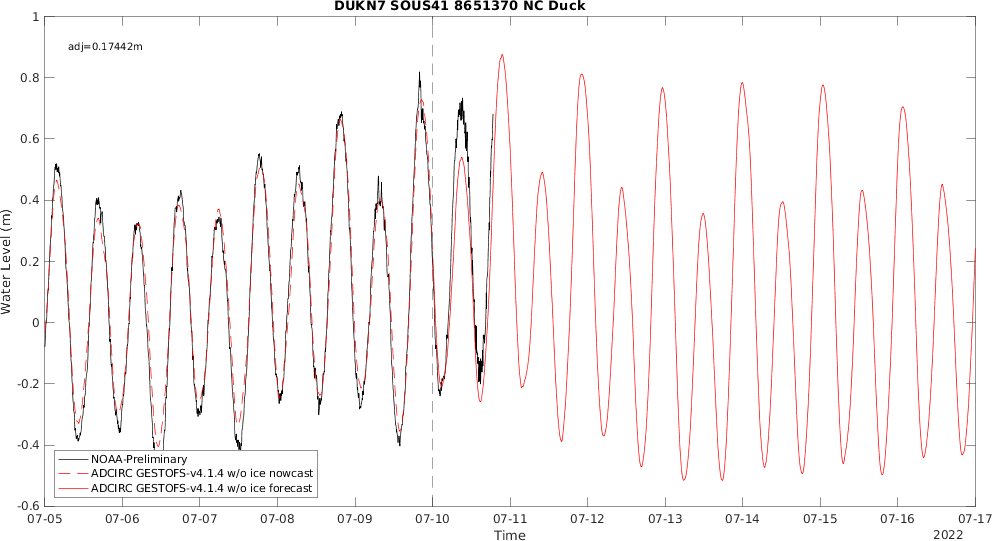 DUKN7 SOUS41 8651370 NC Duck
adj=0.17442m
Water Level (m)
1
0.8
0.6
0.4
0.2
0
-0.2
-0.4
-0.6
NOAA-Preliminary
ADCIRC GESTOFS-v4.1.4 w/o ice nowcast
ADCIRC GESTOFS-v4.1.4 w/o ice forecast
07-05 07-06 07-07 07-08 07-09 07-10 07-11 07-12 07-13 07-14 07-15 07-16 07-17
Time
2022